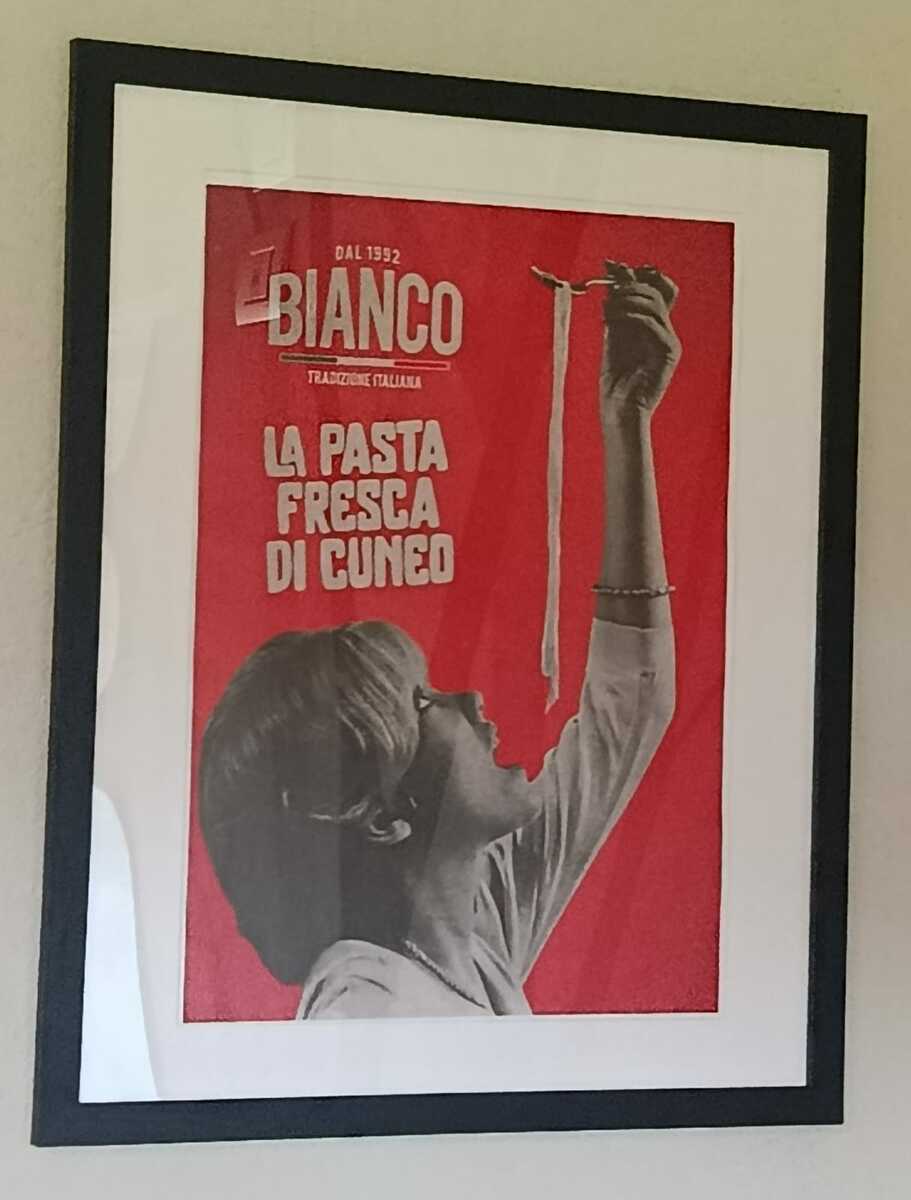 DAL 1992
BIANCO
TRADIZIONE ITALIANA
LA PASTA
FRESCA
DI CUNEO